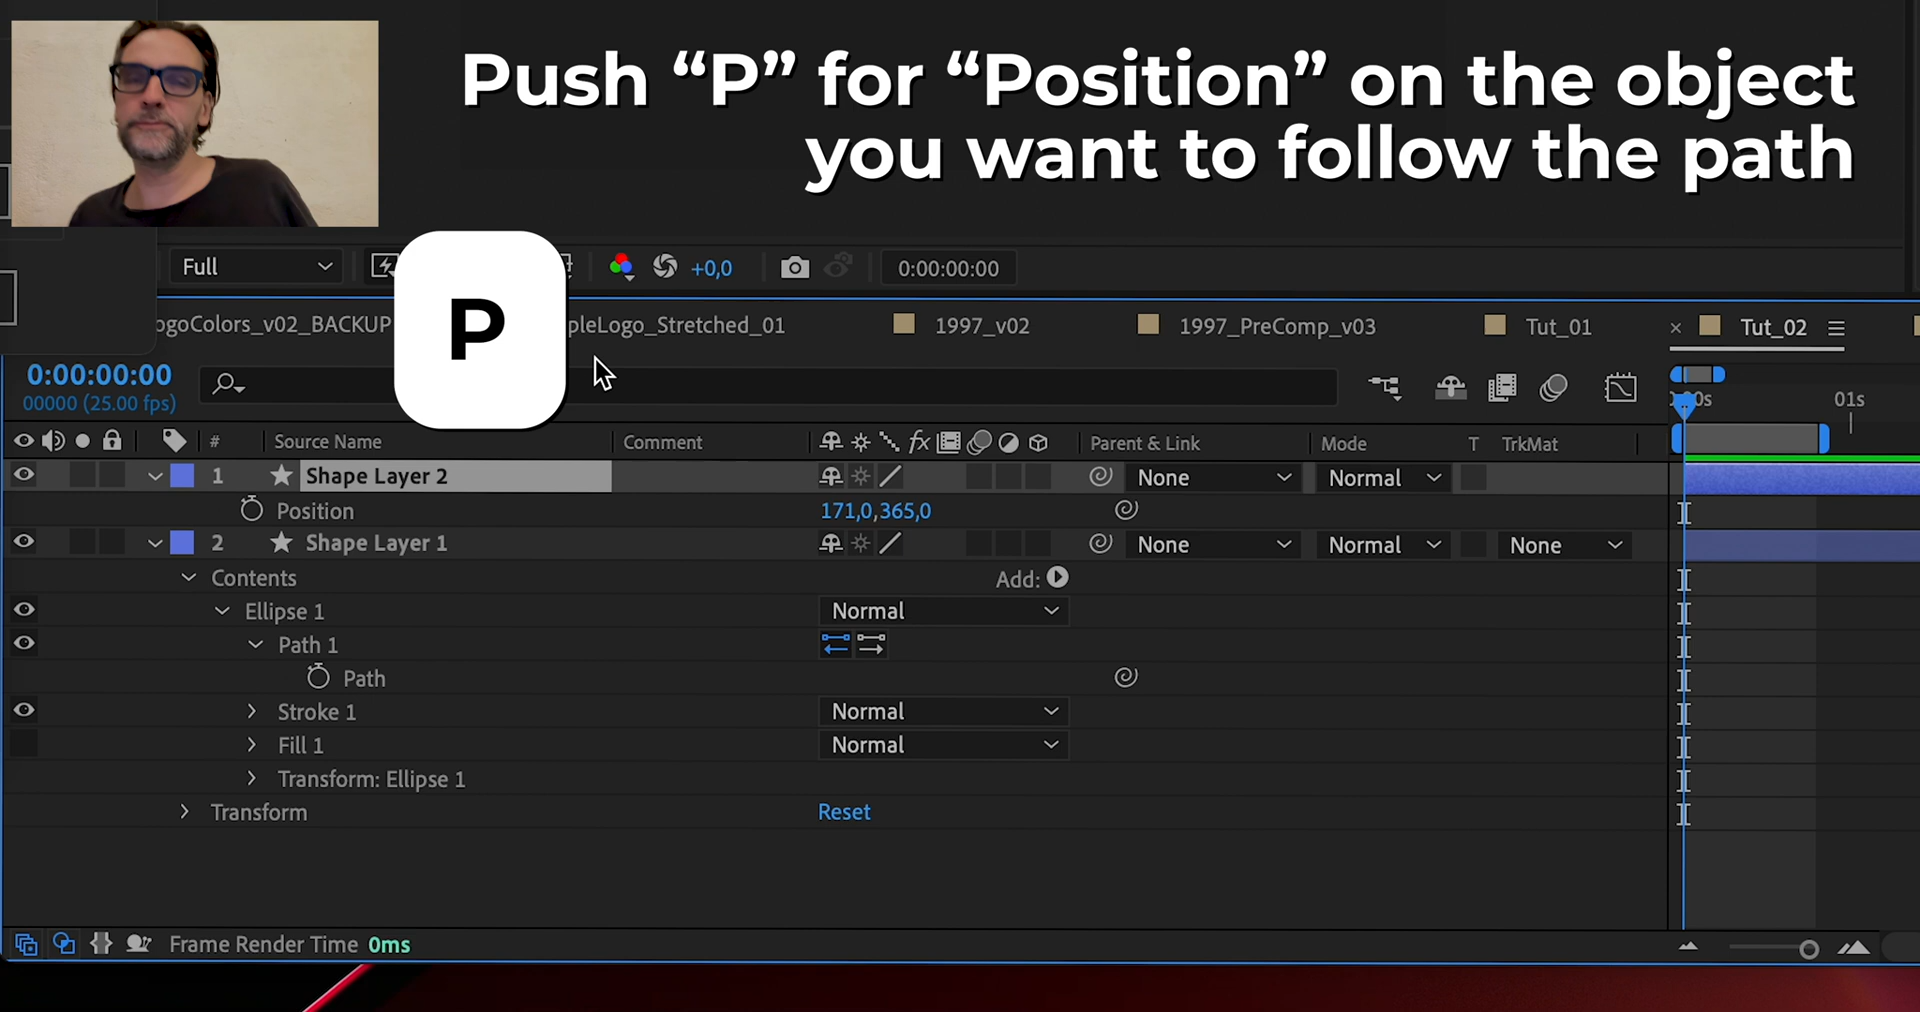 Push “P” for “Position” on the object
you want to follow the path
Full
+0,0
0:00:00:00
P
ogoColors_v02_BACKUP
pleLogo_Stretched_01
1997_v02
1997_PreComp_v03
Tut_01
× Tut_02
0:00:00:00
00000 (25.00 fps)
01s
# Source Name Comment fx Parent & Link Mode T TrkMat
1 Shape Layer 2 None Normal
Position 171,0,365,0
2 Shape Layer 1 None Normal None
Contents Add:
Ellipse 1 Normal
Path 1
Path
Stroke 1 Normal
Fill 1 Normal
Transform: Ellipse 1
Transform Reset
Frame Render Time 0ms